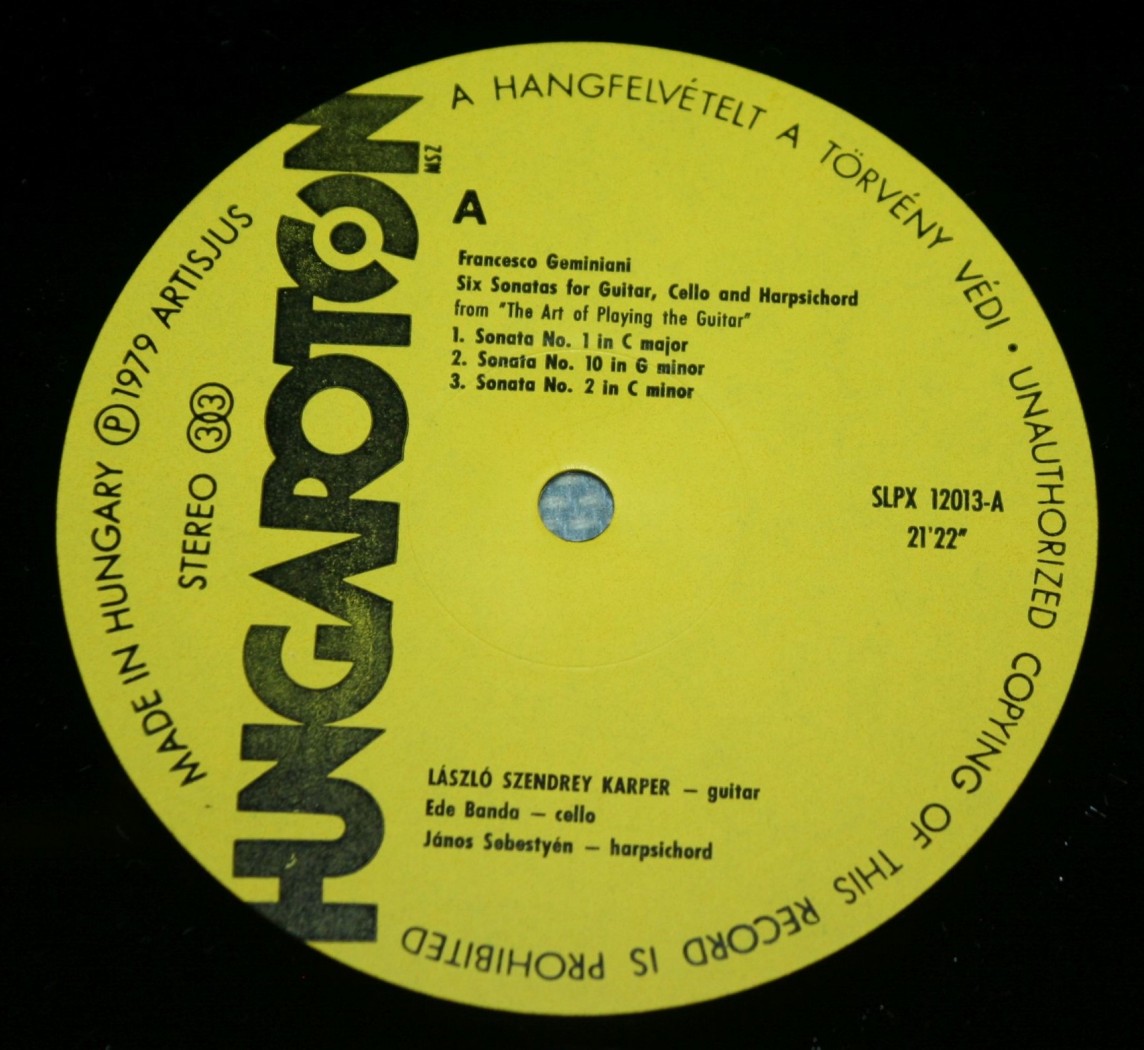 HUNGAROTON
MSZ
A HANGFELVÉTELT A TÖRVÉNY VÉDI • UNAUTHORIZED COPYING OF THIS RECORD IS PROHIBITED
MADE IN HUNGARY Ⓟ 1979 ARTISJUS
STEREO 33
A
Francesco Geminiani
Six Sonatas for Guitar, Cello and Harpsichord
from "The Art of Playing the Guitar"
1. Sonata No. 1 in C major
2. Sonata No. 10 in G minor
3. Sonata No. 2 in C minor
SLPX 12013-A
21'22"
LÁSZLÓ SZENDREY KARPER — guitar
Ede Banda — cello
János Sebestyén — harpsichord